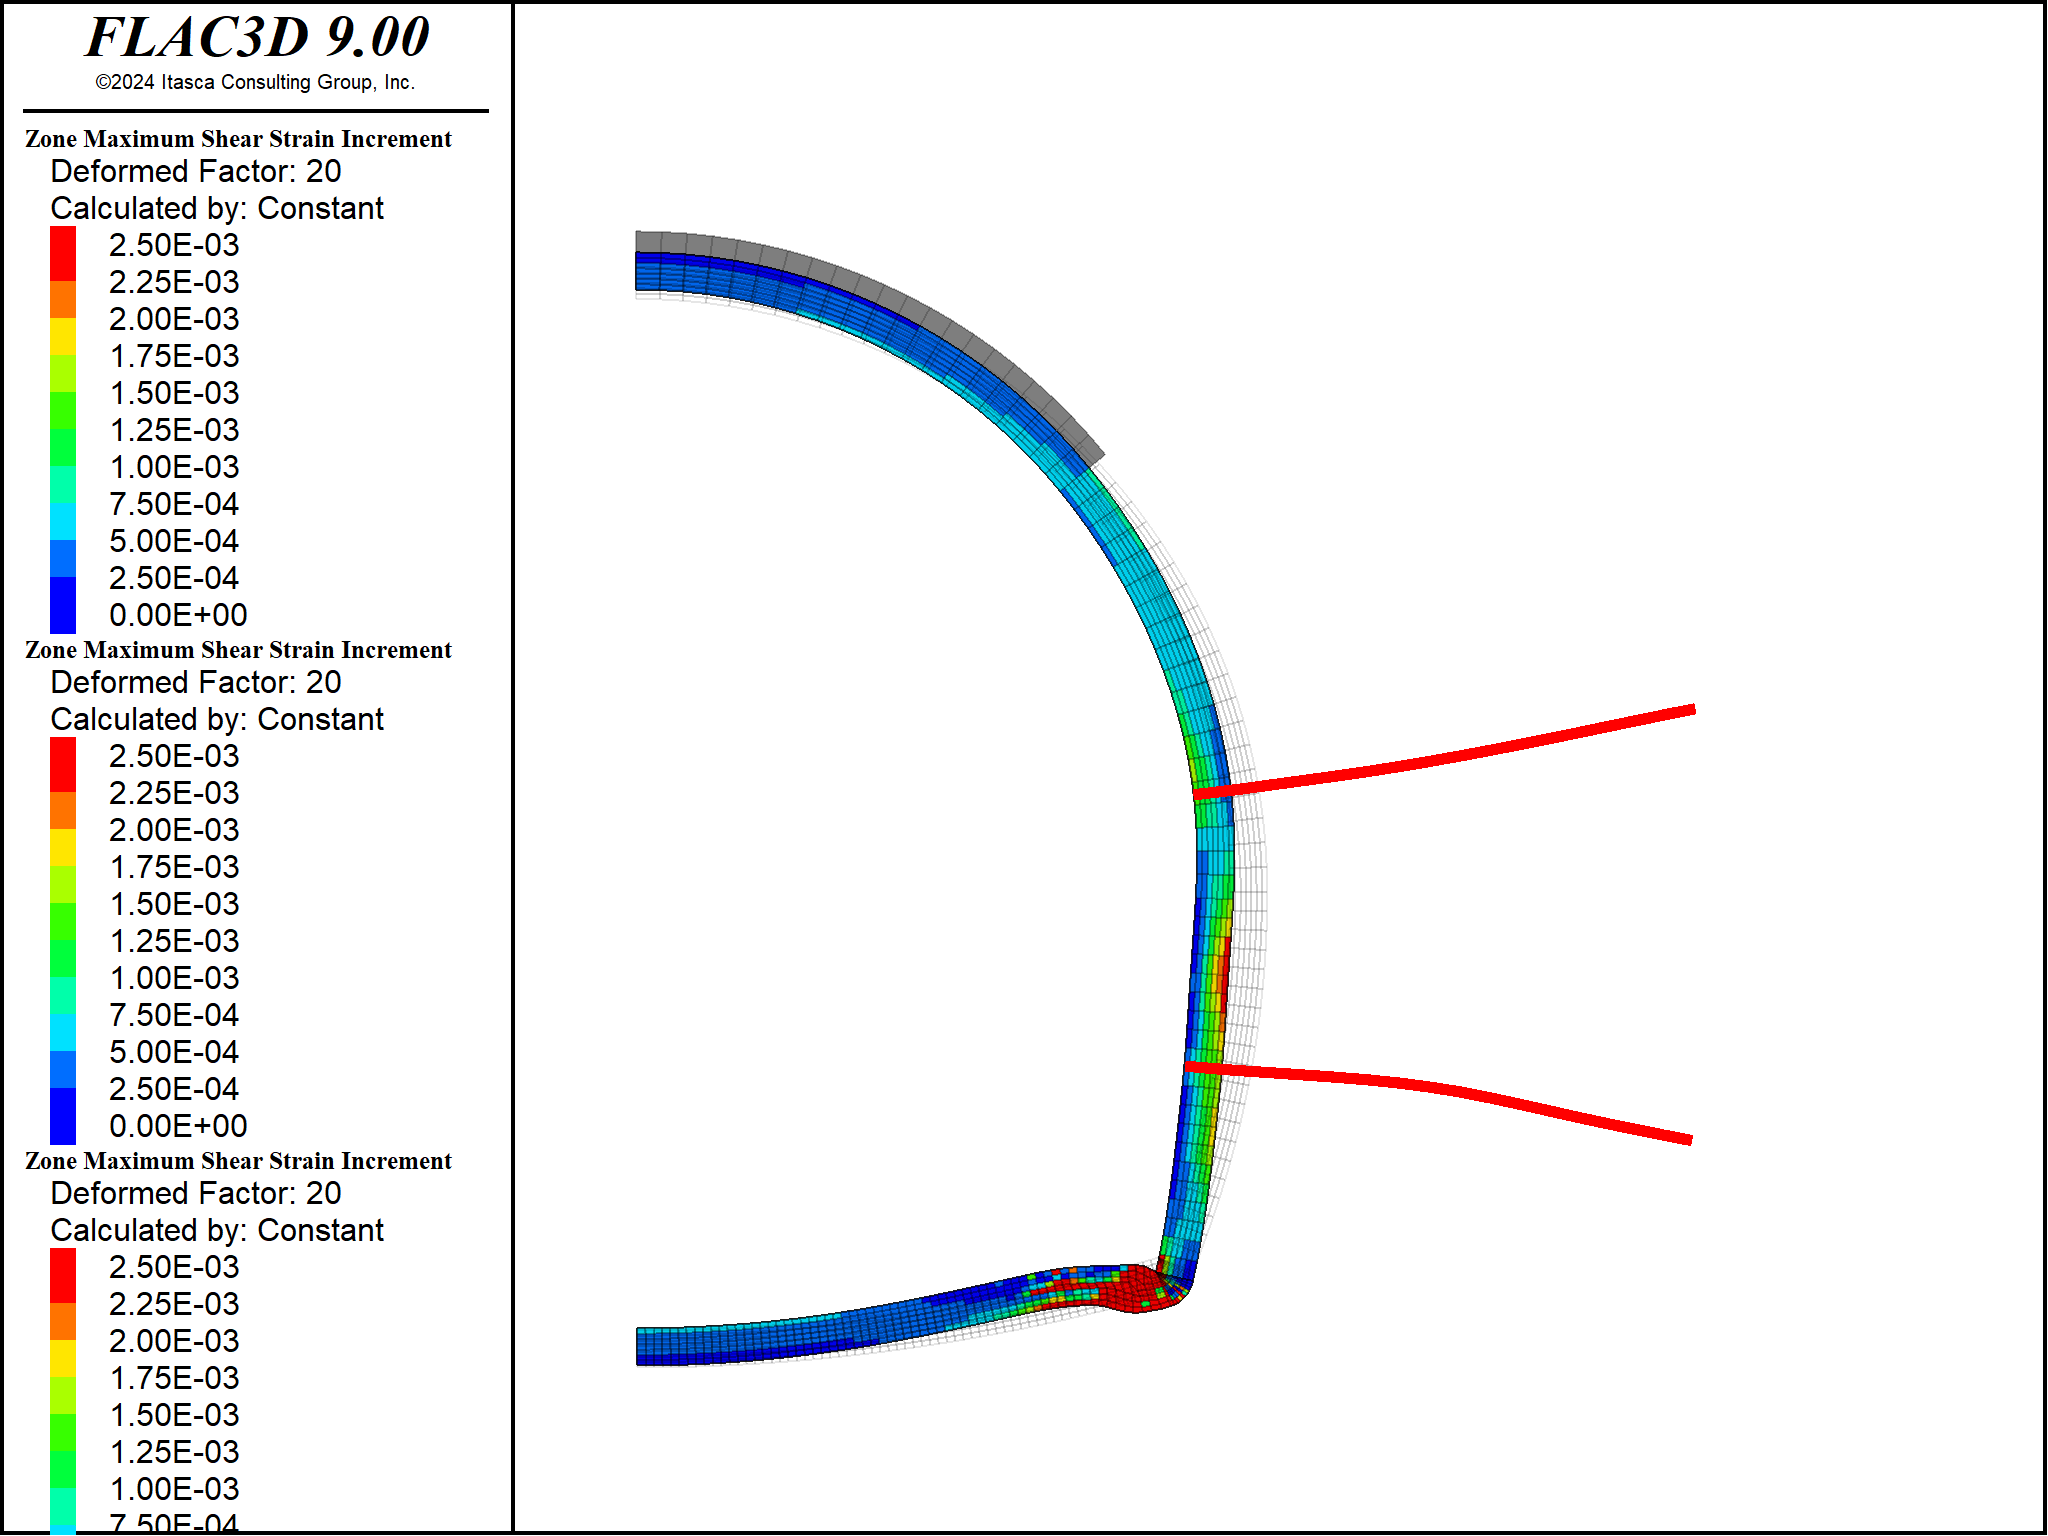 FLAC3D 9.00
©2024 Itasca Consulting Group, Inc.
Zone Maximum Shear Strain Increment
Deformed Factor: 20
Calculated by: Constant
2.50E-03
2.25E-03
2.00E-03
1.75E-03
1.50E-03
1.25E-03
1.00E-03
7.50E-04
5.00E-04
2.50E-04
0.00E+00
Zone Maximum Shear Strain Increment
Deformed Factor: 20
Calculated by: Constant
2.50E-03
2.25E-03
2.00E-03
1.75E-03
1.50E-03
1.25E-03
1.00E-03
7.50E-04
5.00E-04
2.50E-04
0.00E+00
Zone Maximum Shear Strain Increment
Deformed Factor: 20
Calculated by: Constant
2.50E-03
2.25E-03
2.00E-03
1.75E-03
1.50E-03
1.25E-03
1.00E-03
7.50E-04